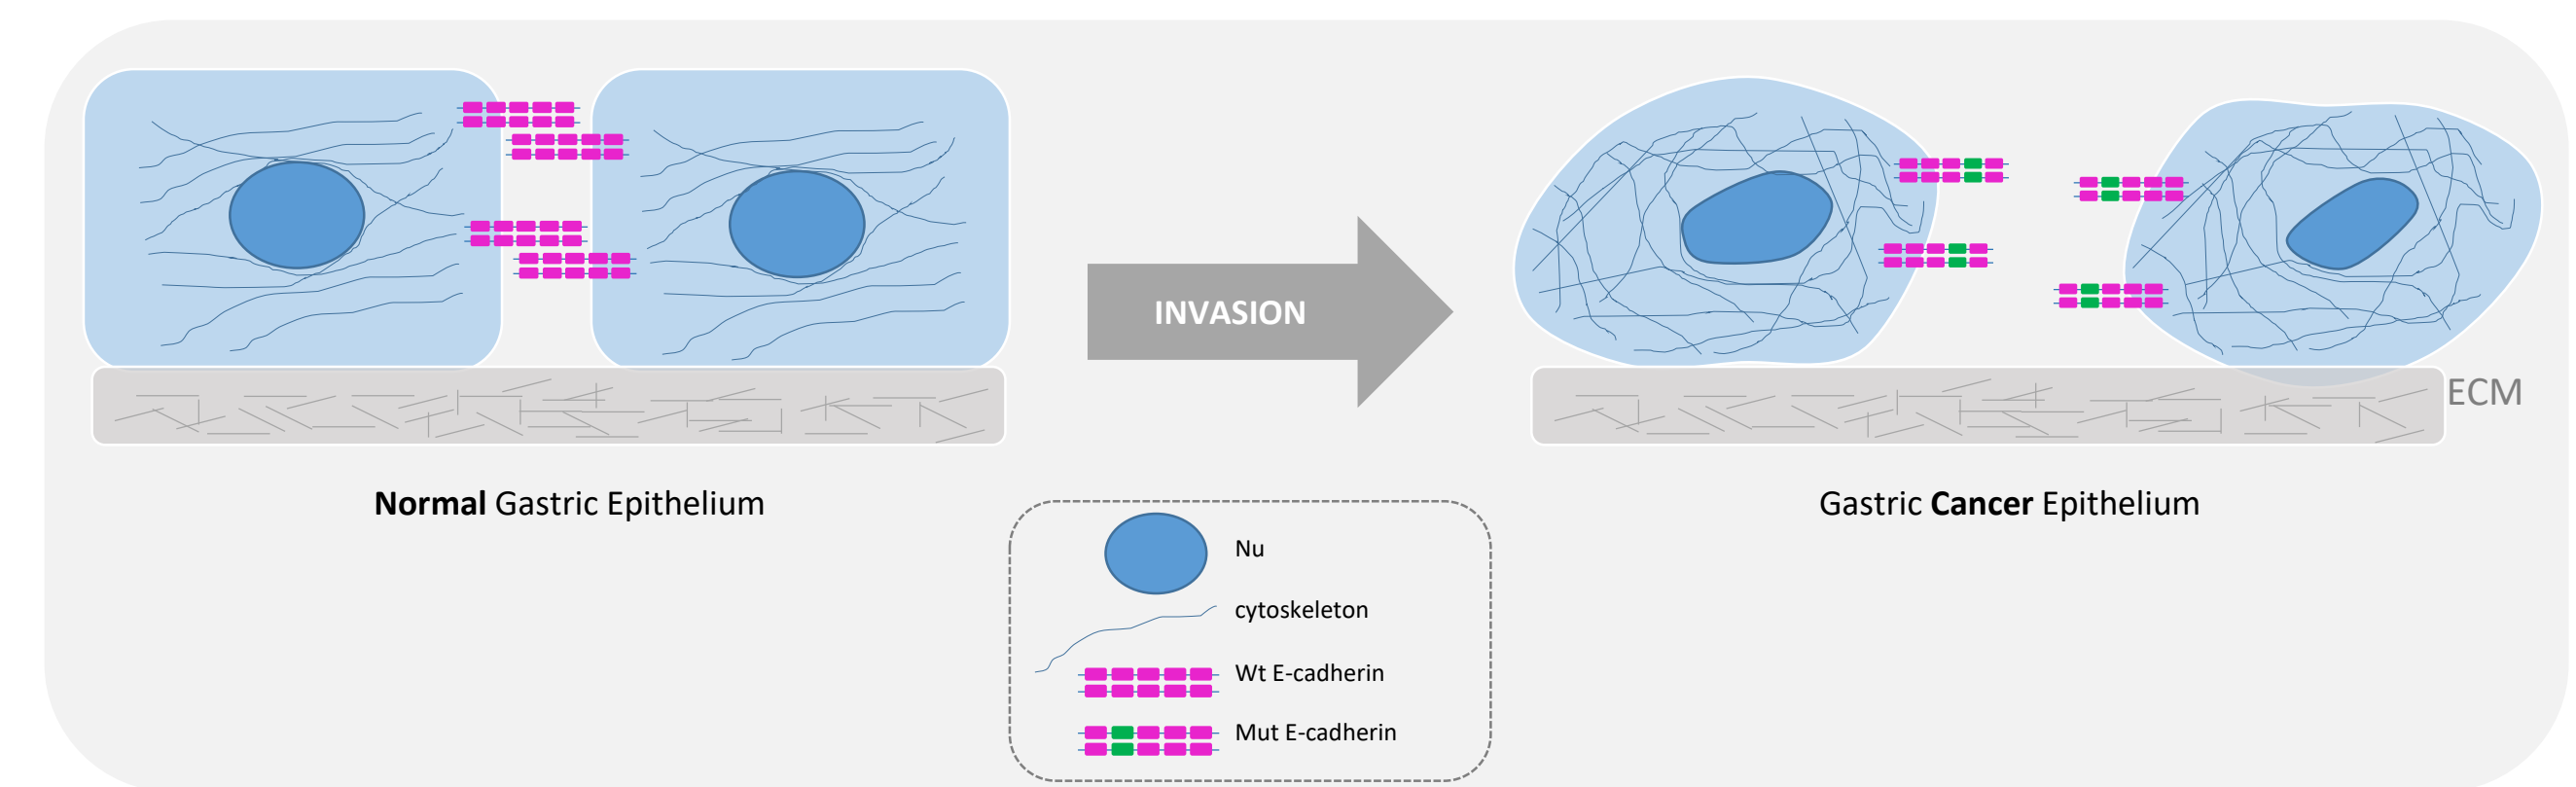 INVASION
ECM
Normal Gastric Epithelium
Gastric Cancer Epithelium
Nu
cytoskeleton
Wt E-cadherin
Mut E-cadherin